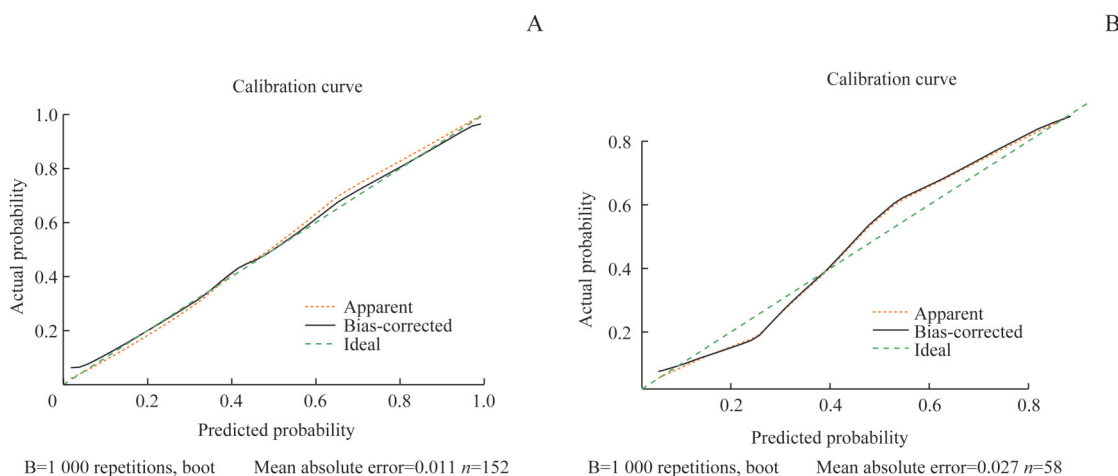 A
Calibration curve
1.0
0.8
0.6
0.4
0.2
Actual probability
Apparent
Bias-corrected
Ideal
0 0.2 0.4 0.6 0.8 1.0
Predicted probability
B=1 000 repetitions, boot Mean absolute error=0.011 n=152
B
Calibration curve
0.8
0.6
0.4
0.2
Actual probability
Apparent
Bias-corrected
Ideal
0.2 0.4 0.6 0.8
Predicted probability
B=1 000 repetitions, boot Mean absolute error=0.027 n=58